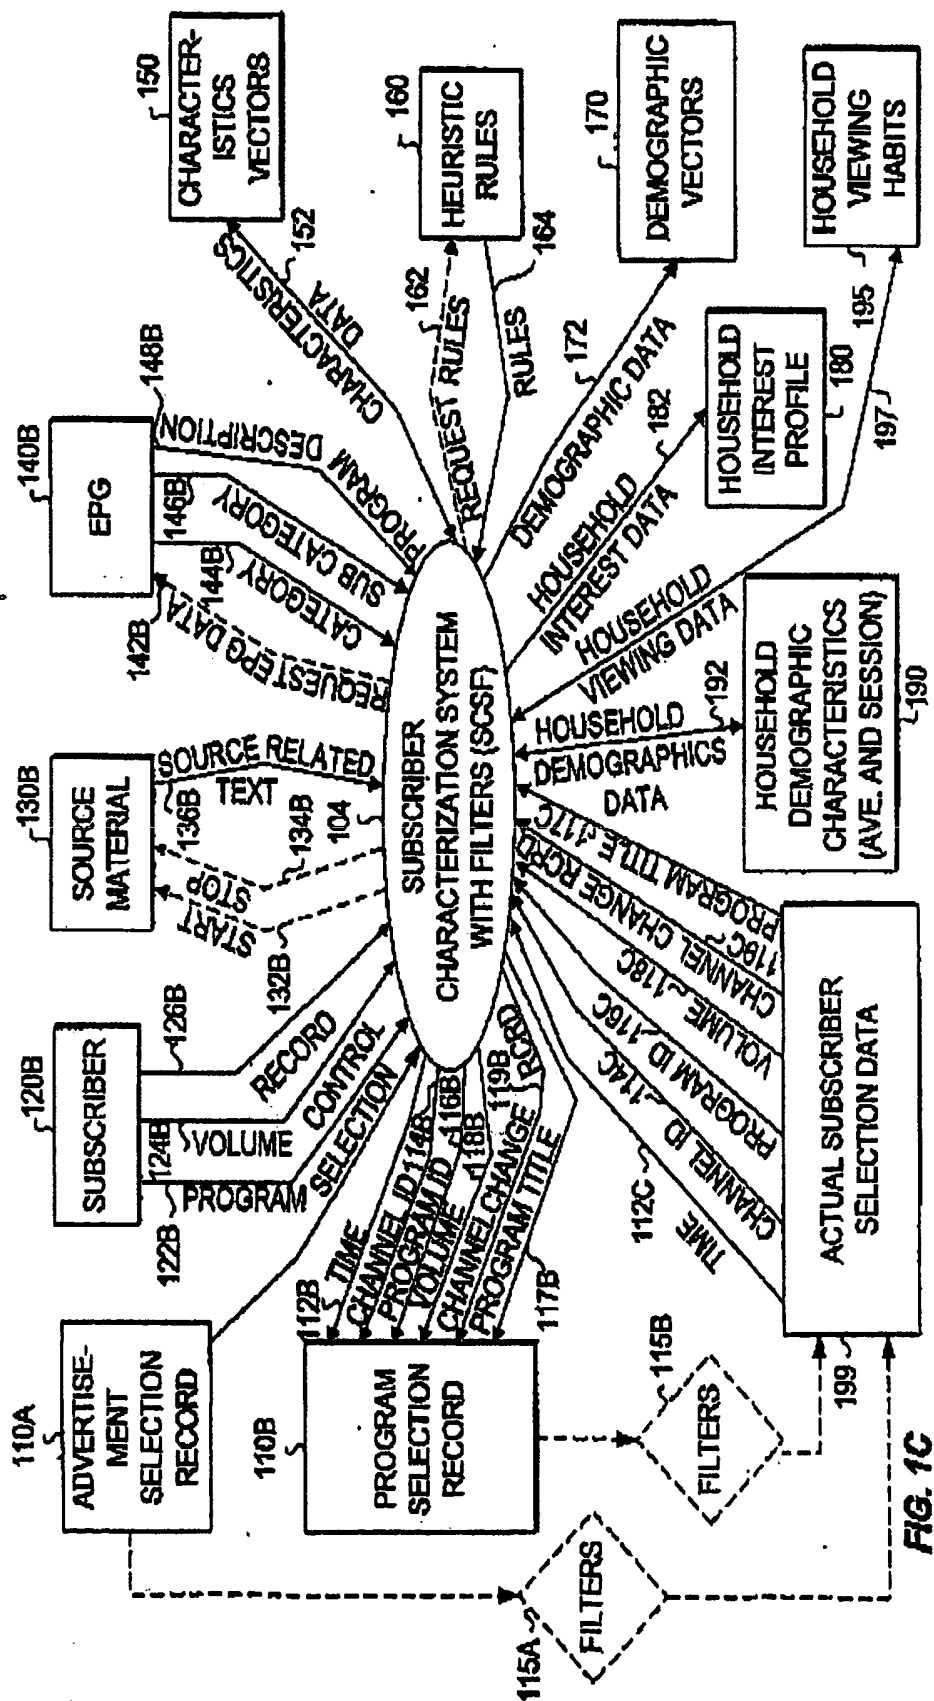 110A
ADVERTISE-
MENT
SELECTION
RECORD
120B
SUBSCRIBER
122B
124B
126B
PROGRAM
SELECTION
VOLUME
CONTROL
RECORD
130B
SOURCE
MATERIAL
START
STOP
132B
134B
136B
SOURCE RELATED
TEXT
140B
EPG
142B
144B
146B
148B
REQUEST EPG DATA
CATEGORY
SUB CATEGORY
PROGRAM
DESCRIPTION
150
CHARACTER-
ISTICS
VECTORS
152
CHARACTERISTICS
DATA
160
HEURISTIC
RULES
162
REQUEST RULES
164
RULES
170
DEMOGRAPHIC
VECTORS
172
DEMOGRAPHIC DATA
182
HOUSEHOLD
INTEREST DATA
HOUSEHOLD
INTEREST
PROFILE
180
195
HOUSEHOLD
VIEWING
HABITS
197
HOUSEHOLD
VIEWING DATA
192
HOUSEHOLD
DEMOGRAPHICS
DATA
HOUSEHOLD
DEMOGRAPHIC
CHARACTERISTICS
(AVE. AND SESSION)
190
104
SUBSCRIBER
CHARACTERIZATION SYSTEM
WITH FILTERS (SCSF)
112B
TIME
CHANNEL ID 114B
PROGRAM ID 116B
VOLUME 118B
CHANNEL CHANGE RCRD
119B
PROGRAM TITLE
117B
110B
PROGRAM
SELECTION
RECORD
115A
FILTERS
115B
FILTERS
112C
TIME
CHANNEL ID 114C
PROGRAM ID 116C
VOLUME 118C
CHANNEL CHANGE RCRD
119C
PROGRAM TITLE 117C
ACTUAL SUBSCRIBER
SELECTION DATA
199
FIG. 1C